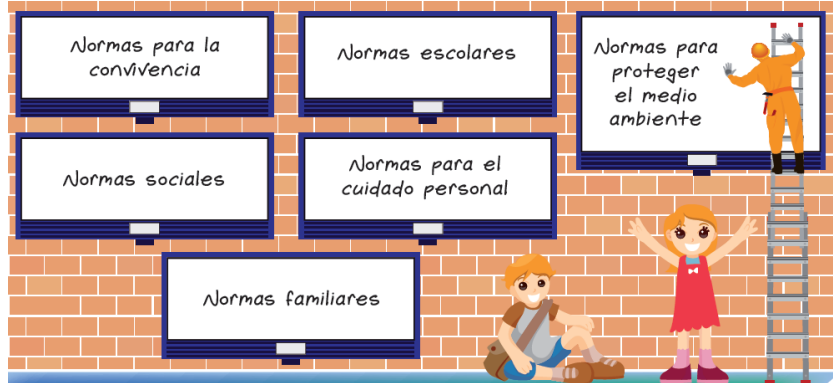 Normas para la
convivencia
Normas escolares
Normas para
proteger
el medio
ambiente
Normas sociales
Normas para el
cuidado personal
Normas familiares